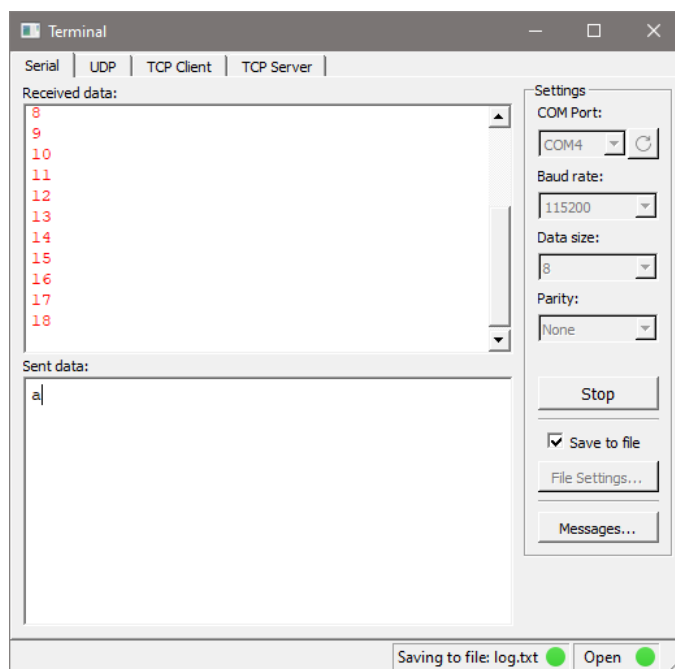 Terminal
Serial UDP TCP Client TCP Server
Received data:
8
9
10
11
12
13
14
15
16
17
18
Sent data:
a
Settings
COM Port:
COM4
Baud rate:
115200
Data size:
8
Parity:
None
Stop
Save to file
File Settings...
Messages...
Saving to file: log.txt Open